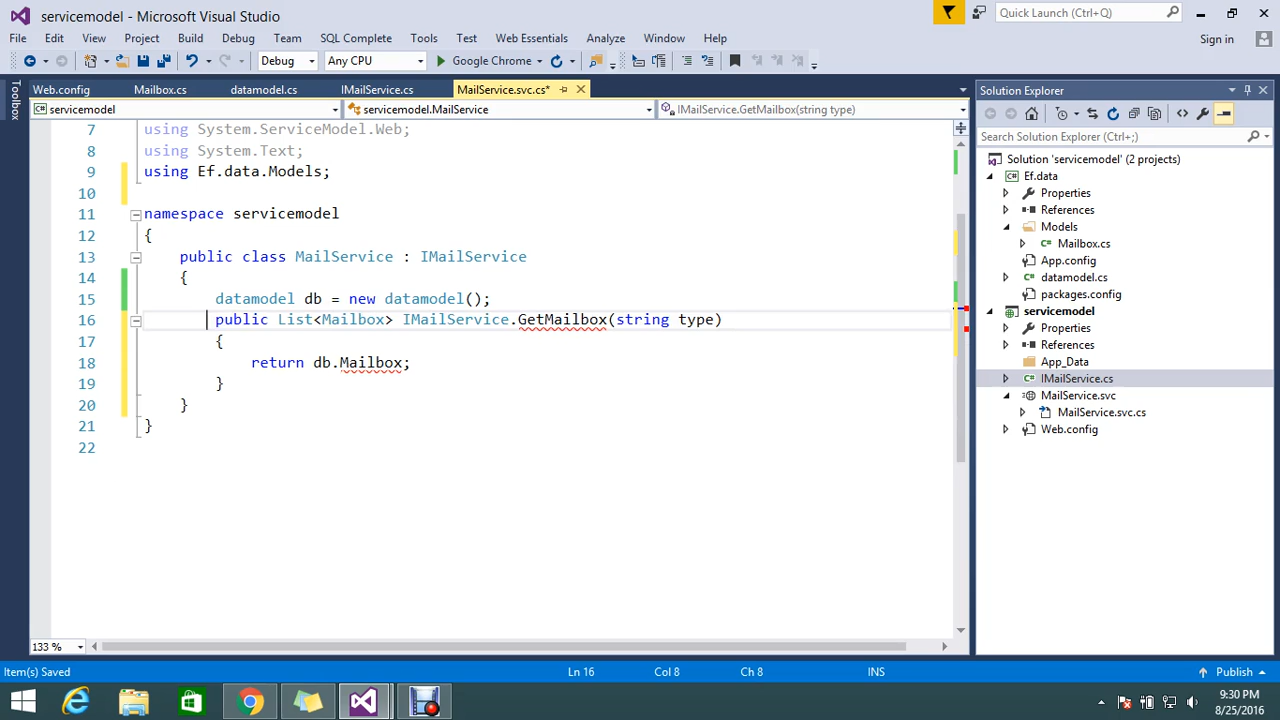 servicemodel - Microsoft Visual Studio
Quick Launch (Ctrl+Q)
File Edit View Project Build Debug Team SQL Complete Tools Test Web Essentials Analyze Window Help
Sign in
Debug Any CPU Google Chrome
Toolbox
Web.config Mailbox.cs datamodel.cs IMailService.cs MailService.svc.cs*
servicemodel servicemodel.MailService IMailService.GetMailbox(string type)
7 using System.ServiceModel.Web;
8 using System.Text;
9 using Ef.data.Models;
10
11 namespace servicemodel
12 {
13 public class MailService : IMailService
14 {
15 datamodel db = new datamodel();
16 public List<Mailbox> IMailService.GetMailbox(string type)
17 {
18 return db.Mailbox;
19 }
20 }
21 }
22
133 %
Solution Explorer
Search Solution Explorer (Ctrl+;)
Solution 'servicemodel' (2 projects)
Ef.data
Properties
References
Models
Mailbox.cs
App.config
datamodel.cs
packages.config
servicemodel
Properties
References
App_Data
IMailService.cs
MailService.svc
MailService.svc.cs
Web.config
Item(s) Saved Ln 16 Col 8 Ch 8 INS Publish
9:30 PM
8/25/2016